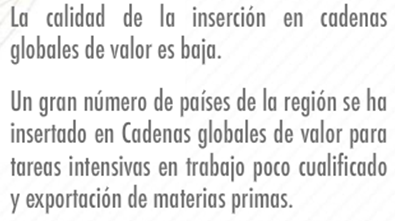 La calidad de la inserción en cadenas
globales de valor es baja.
Un gran número de países de la región se ha
insertado en Cadenas globales de valor para
tareas intensivas en trabajo poco cualificado
y exportación de materias primas.